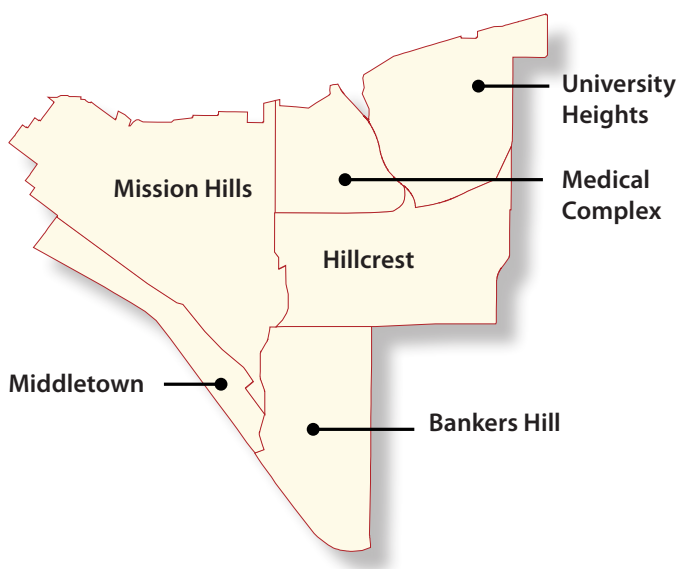 University
Heights
Mission Hills
Medical
Complex
Hillcrest
Middletown
Bankers Hill